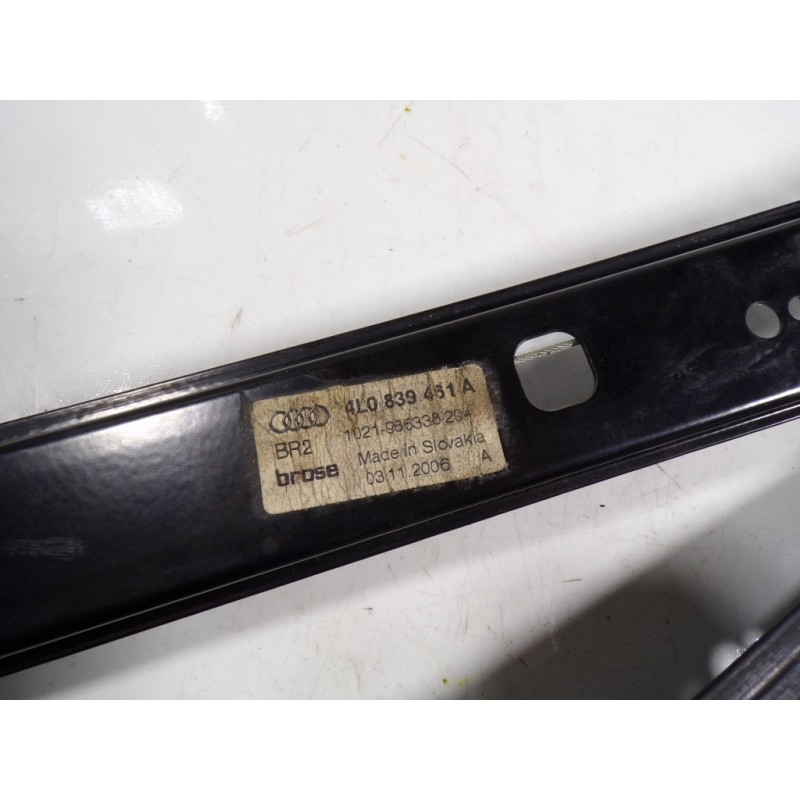 4L0 839 461 A
BR2
1021-986338 204
brose
Made in Slovakia
03.11.2006 A